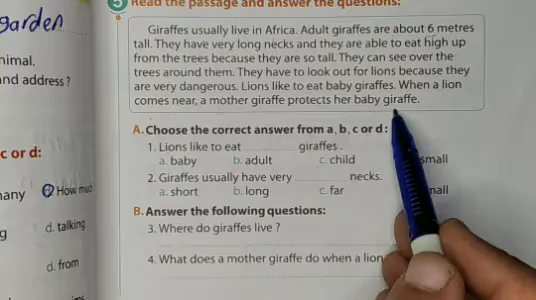 garden
nimal.
nd address?
c or d:
any How much
g d. talking
d. from
5 Read the passage and answer the questions:
Giraffes usually live in Africa. Adult giraffes are about 6 metres
tall. They have very long necks and they are able to eat high up
from the trees because they are so tall. They can see over the
trees around them. They have to look out for lions because they
are very dangerous. Lions like to eat baby giraffes. When a lion
comes near, a mother giraffe protects her baby giraffe.
A. Choose the correct answer from a, b, c or d:
1. Lions like to eat giraffes.
a. baby b. adult c. child small
2. Giraffes usually have very necks.
a. short b. long c. far
B. Answer the following questions:
3. Where do giraffes live ?
4. What does a mother giraffe do when a lion